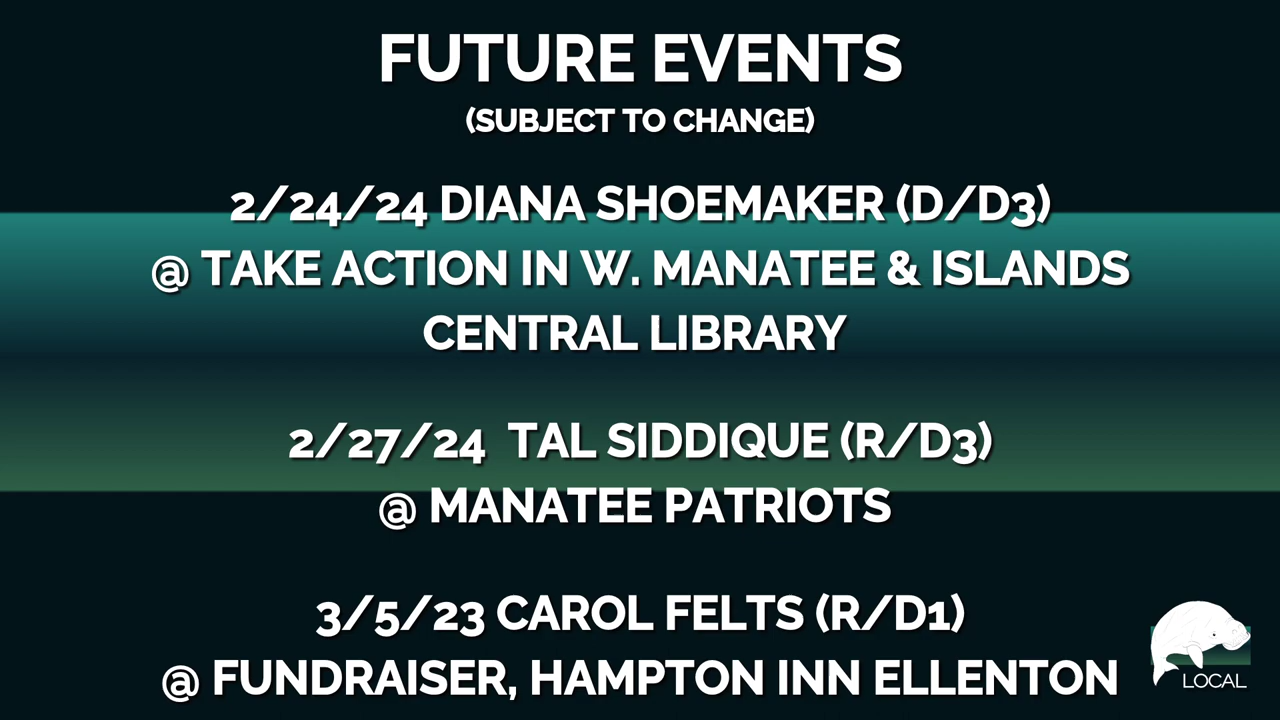 FUTURE EVENTS
(SUBJECT TO CHANGE)
2/24/24 DIANA SHOEMAKER (D/D3)
@ TAKE ACTION IN W. MANATEE & ISLANDS
CENTRAL LIBRARY
2/27/24 TAL SIDDIQUE (R/D3)
@ MANATEE PATRIOTS
3/5/23 CAROL FELTS (R/D1)
@ FUNDRAISER, HAMPTON INN ELLENTON
LOCAL